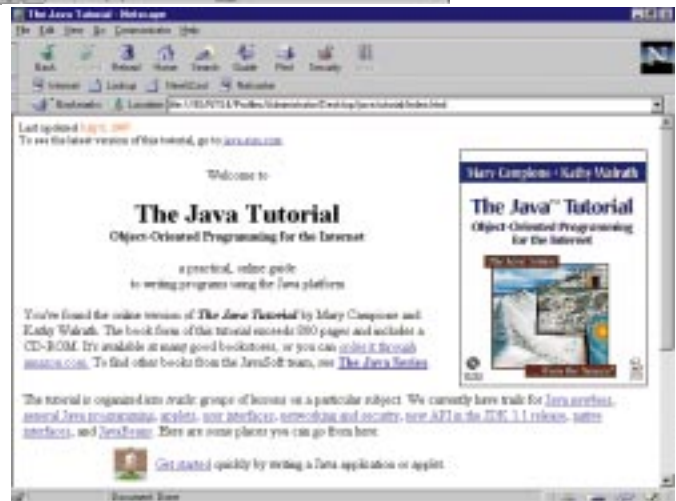 The Java Tutorial - Netscape
File Edit View Go Communicator Help
Back Reload Home Search Guide Print Security
Internet Lookup New&Cool Netcaster
Bookmarks Location:
Last updated July 1997
To see the latest version of this tutorial, go to java.sun.com
Welcome to
The Java Tutorial
Object-Oriented Programming for the Internet
a practical, online guide
to writing programs using the Java platform
You've found the online version of The Java Tutorial by Mary Campione and
Kathy Walrath. The book form of this tutorial exceeds 800 pages and includes a
CD-ROM. It's available at many good bookstores, or you can order it through
amazon.com. To find other books from the JavaSoft team, see The Java Series
Mary Campione · Kathy Walrath
The Java™ Tutorial
Object-Oriented Programming
for the Internet
The Java Series
From the Source
The tutorial is organized into trails: groups of lessons on a particular subject. We currently have trails for Java newbies,
general Java programming, applets, user interfaces, networking and security, new API in the JDK 1.1 release, native
interfaces, and JavaBeans. Here are some places you can go from here:
Get started quickly by writing a Java application or applet.
Document: Done